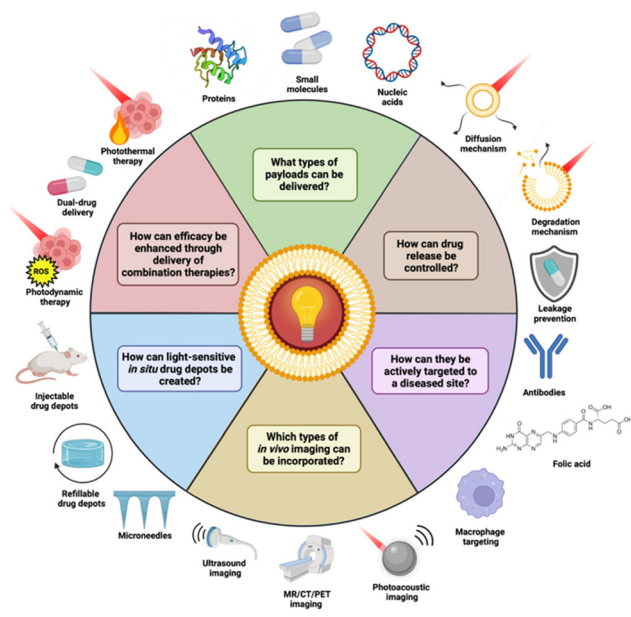 Proteins
Small
molecules
Nucleic
acids
Diffusion
mechanism
Degradation
mechanism
Leakage
prevention
Antibodies
O
OH
O
OH
O
HN
N
N
H₂N
N
N
H
N
H
O
Folic acid
Macrophage
targeting
Photoacoustic
imaging
MR/CT/PET
imaging
Ultrasound
imaging
Microneedles
Refillable
drug depots
Injectable
drug depots
ROS
Photodynamic
therapy
Dual-drug
delivery
Photothermal
therapy
What types of
payloads can be
delivered?
How can drug
release be
controlled?
How can they be
actively targeted to
a diseased site?
Which types of
in vivo imaging can
be incorporated?
How can light-sensitive
in situ drug depots be
created?
How can efficacy be
enhanced through
delivery of
combination therapies?